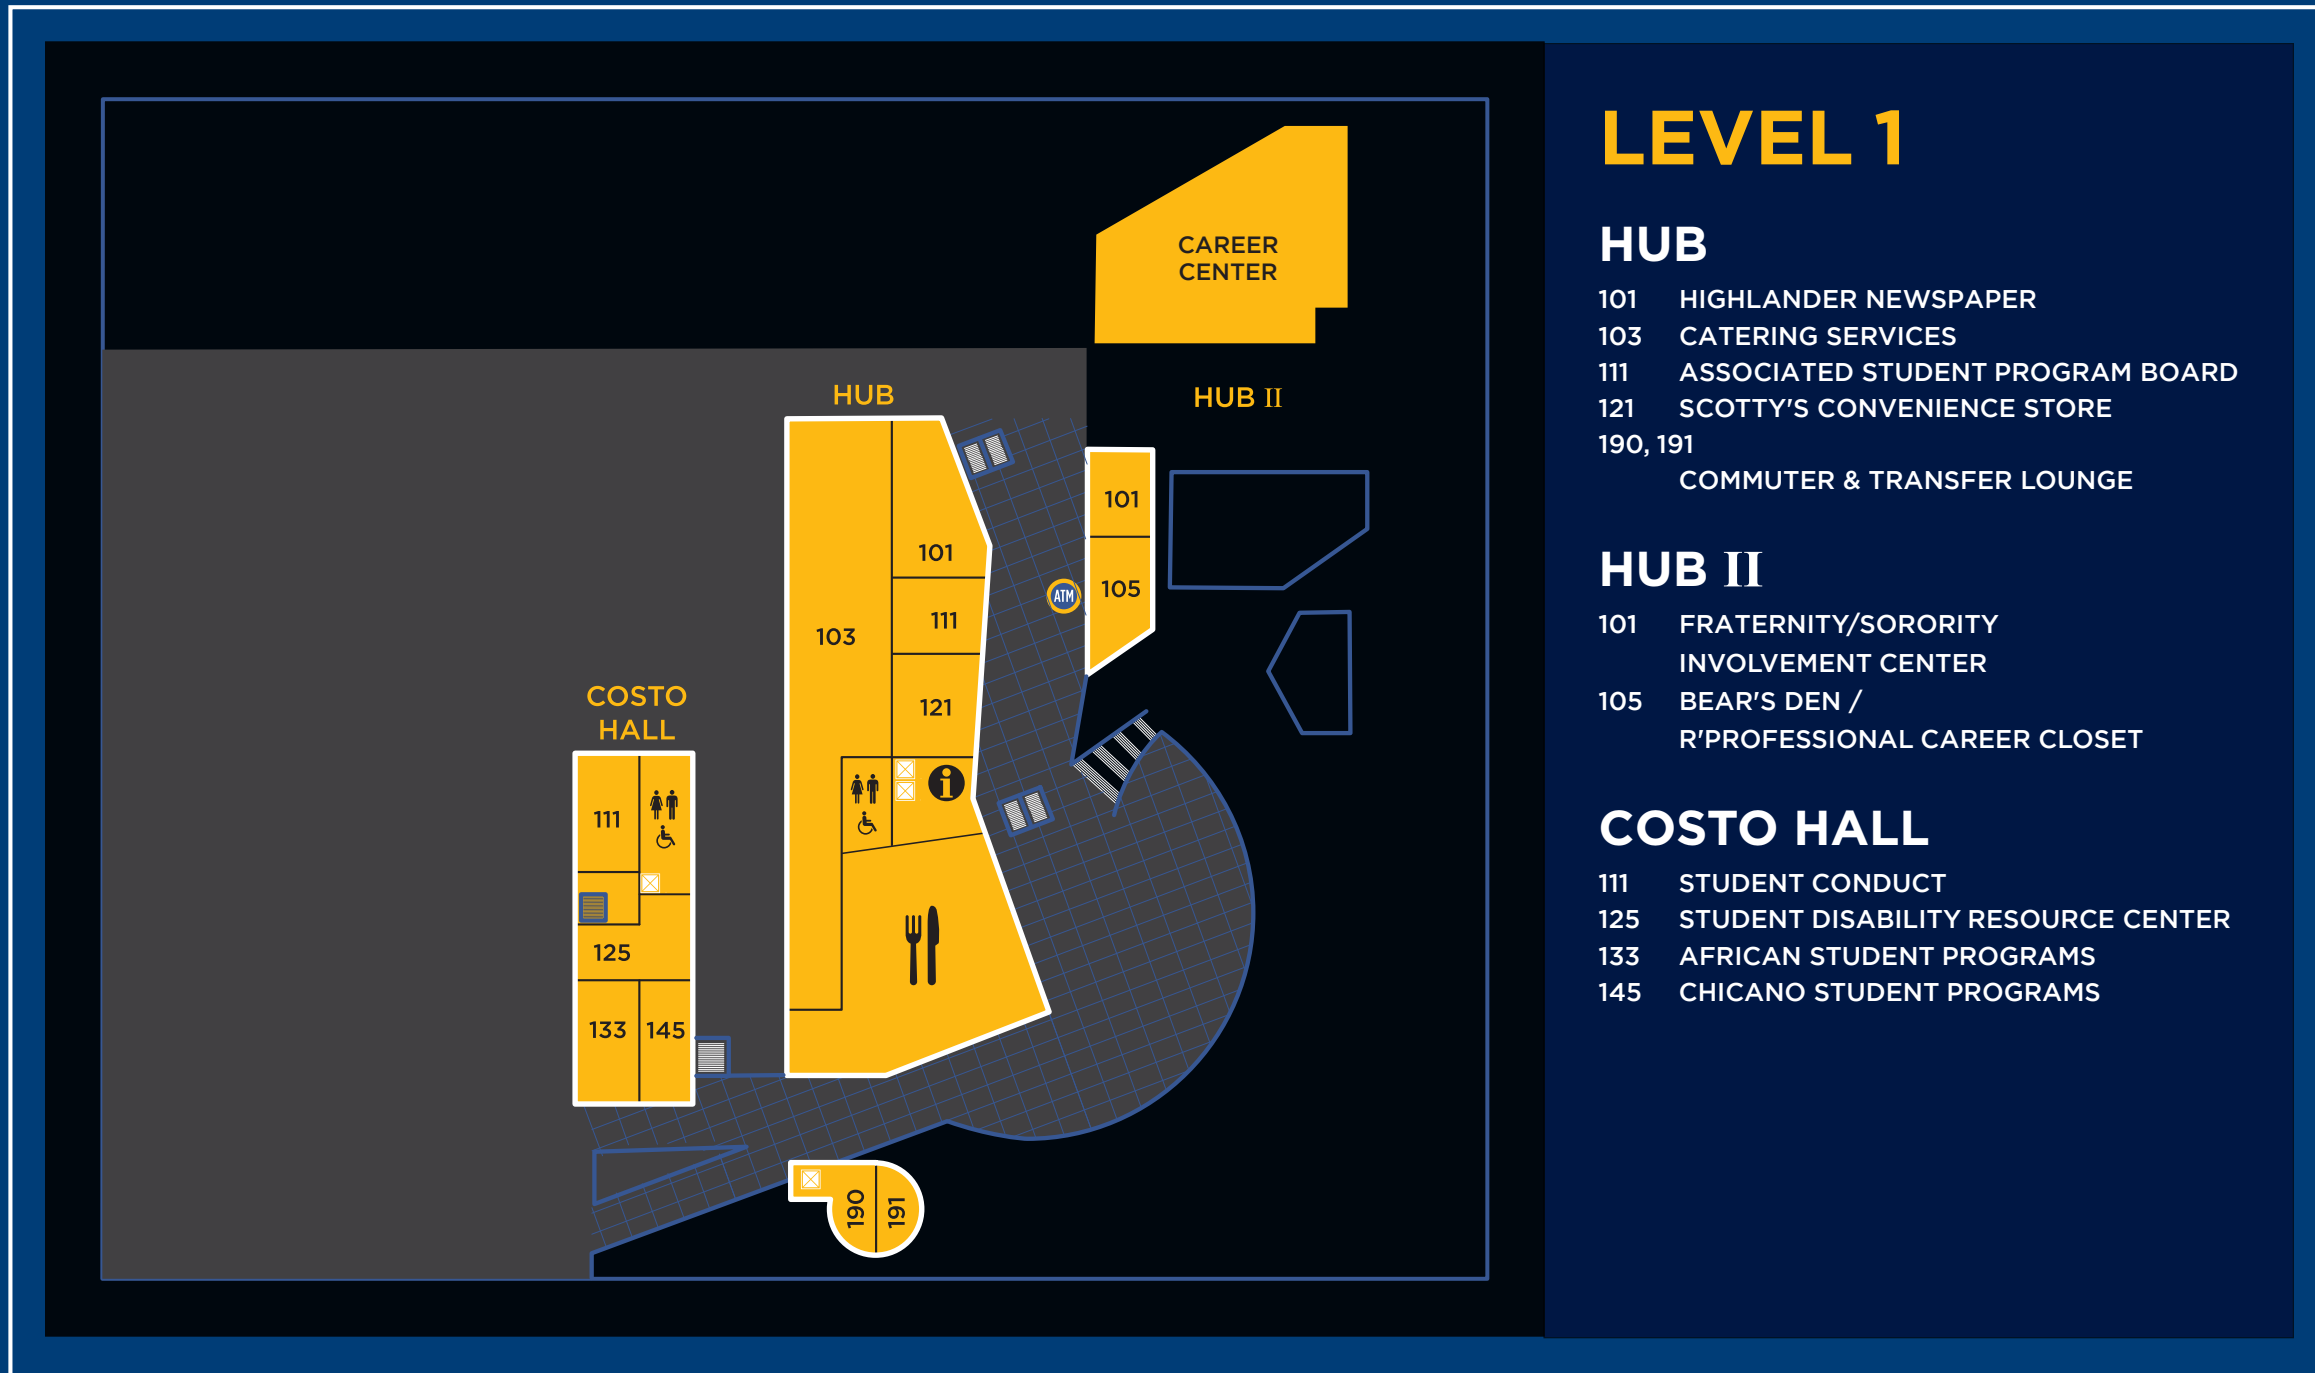 CAREER
CENTER
HUB
HUB II
101
101
105
ATM
111
103
121
COSTO
HALL
i
111
125
133
145
190
191
LEVEL 1
HUB
101 HIGHLANDER NEWSPAPER
103 CATERING SERVICES
111 ASSOCIATED STUDENT PROGRAM BOARD
121 SCOTTY'S CONVENIENCE STORE
190, 191
COMMUTER & TRANSFER LOUNGE
HUB II
101 FRATERNITY/SORORITY
INVOLVEMENT CENTER
105 BEAR'S DEN /
R'PROFESSIONAL CAREER CLOSET
COSTO HALL
111 STUDENT CONDUCT
125 STUDENT DISABILITY RESOURCE CENTER
133 AFRICAN STUDENT PROGRAMS
145 CHICANO STUDENT PROGRAMS